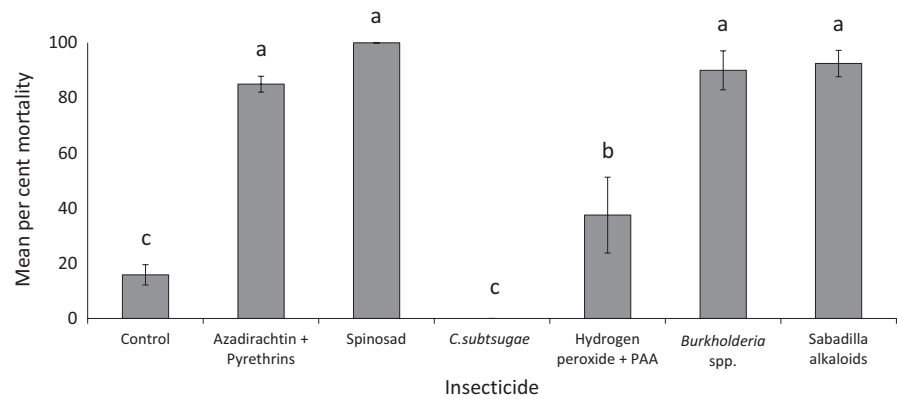 a
a
a
a
100
80
60
40
20
0
b
c
c
Mean per cent mortality
Control
Azadirachtin +
Pyrethrins
Spinosad
C.subtsugae
Hydrogen
peroxide + PAA
Burkholderia
spp.
Sabadilla
alkaloids
Insecticide